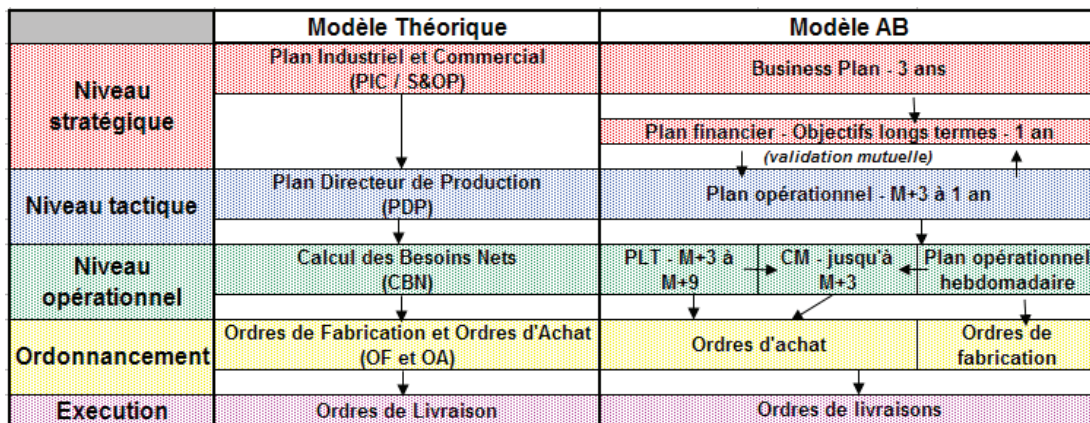 Modèle Théorique
Modèle AB
Niveau
stratégique
Plan Industriel et Commercial
(PIC / S&OP)
Business Plan - 3 ans
Plan financier - Objectifs longs termes - 1 an
(validation mutuelle)
Niveau tactique
Plan Directeur de Production
(PDP)
Plan opérationnel - M+3 à 1 an
Niveau
opérationnel
Calcul des Besoins Nets
(CBN)
PLT - M+3 à
M+9
CM - jusqu'à
M+3
Plan opérationnel
hebdomadaire
Ordonnancement
Ordres de Fabrication et Ordres d'Achat
(OF et OA)
Ordres d'achat
Ordres de
fabrication
Execution
Ordres de Livraison
Ordres de livraisons